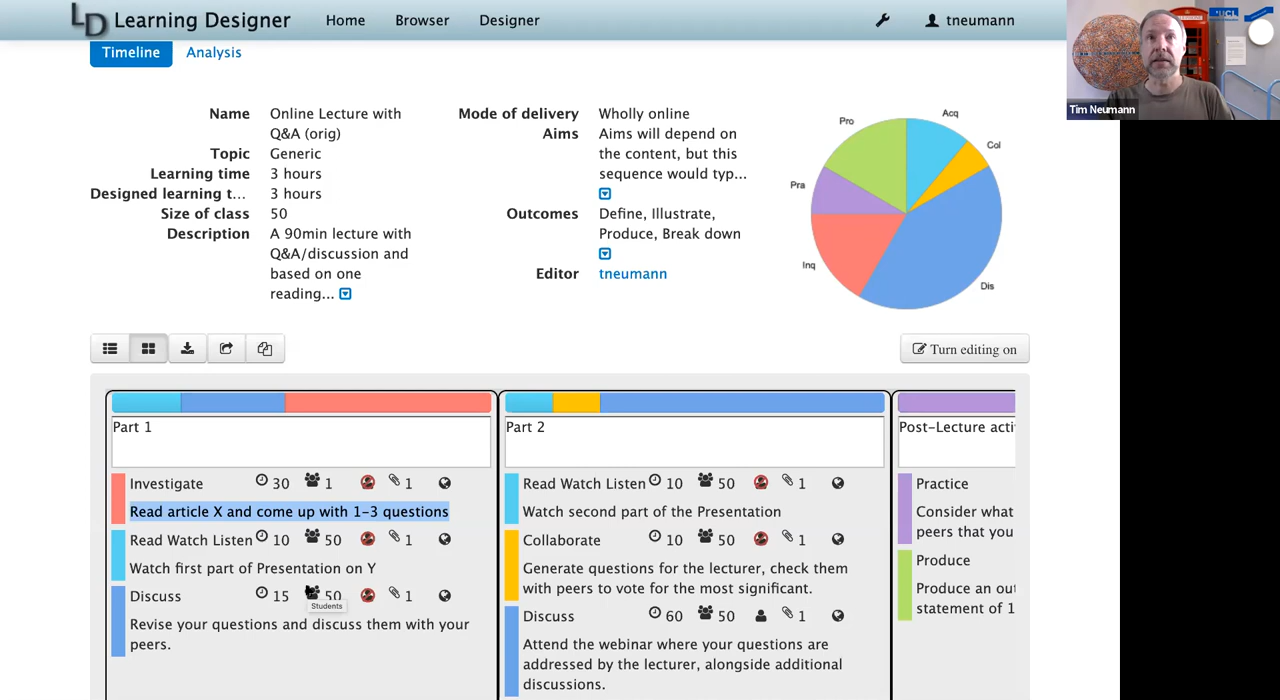 LD Learning Designer Home Browser Designer tneumann
UCL
Tim Neumann
Timeline Analysis
Name Online Lecture with Q&A (orig)
Topic Generic
Learning time 3 hours
Designed learning t... 3 hours
Size of class 50
Description A 90min lecture with
Q&A/discussion and
based on one
reading...
Mode of delivery Wholly online
Aims Aims will depend on
the content, but this
sequence would typ...
Outcomes Define, Illustrate,
Produce, Break down
Editor tneumann
Acq
Col
Dis
Inq
Pra
Pro
Turn editing on
Part 1
Investigate 30 1 1
Read article X and come up with 1-3 questions
Read Watch Listen 10 50 1
Watch first part of Presentation on Y
Discuss 15 50 1
Students
Revise your questions and discuss them with your
peers.
Part 2
Read Watch Listen 10 50 1
Watch second part of the Presentation
Collaborate 10 50 1
Generate questions for the lecturer, check them
with peers to vote for the most significant.
Discuss 60 50 1
Attend the webinar where your questions are
addressed by the lecturer, alongside additional
discussions.
Post-Lecture acti
Practice
Consider what
peers that you
Produce
Produce an out
statement of 1